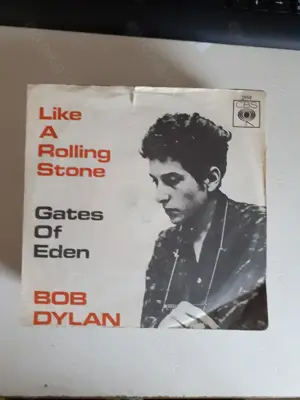 CBS
Like
A
Rolling
Stone
Gates
Of
Eden
BOB
DYLAN